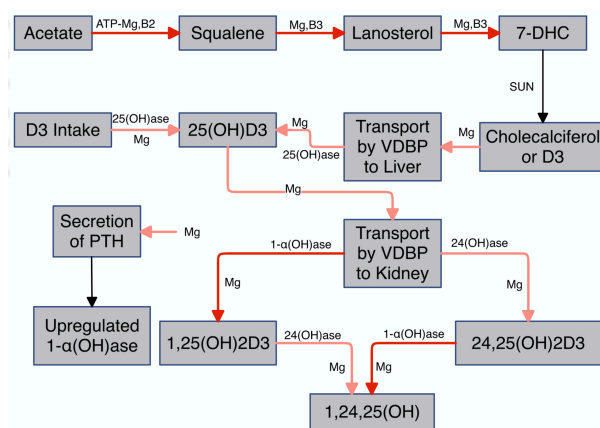 Acetate
ATP-Mg,B2
Squalene
Mg,B3
Lanosterol
Mg,B3
7-DHC
SUN
D3 Intake
25(OH)ase
Mg
25(OH)D3
Mg
25(OH)ase
Transport
by VDBP
to Liver
Mg
Cholecalciferol
or D3
Mg
Secretion
of PTH
Mg
1-α(OH)ase
Mg
Transport
by VDBP
to Kidney
24(OH)ase
Mg
Upregulated
1-α(OH)ase
1,25(OH)2D3
24(OH)ase
Mg
1-α(OH)ase
Mg
24,25(OH)2D3
1,24,25(OH)